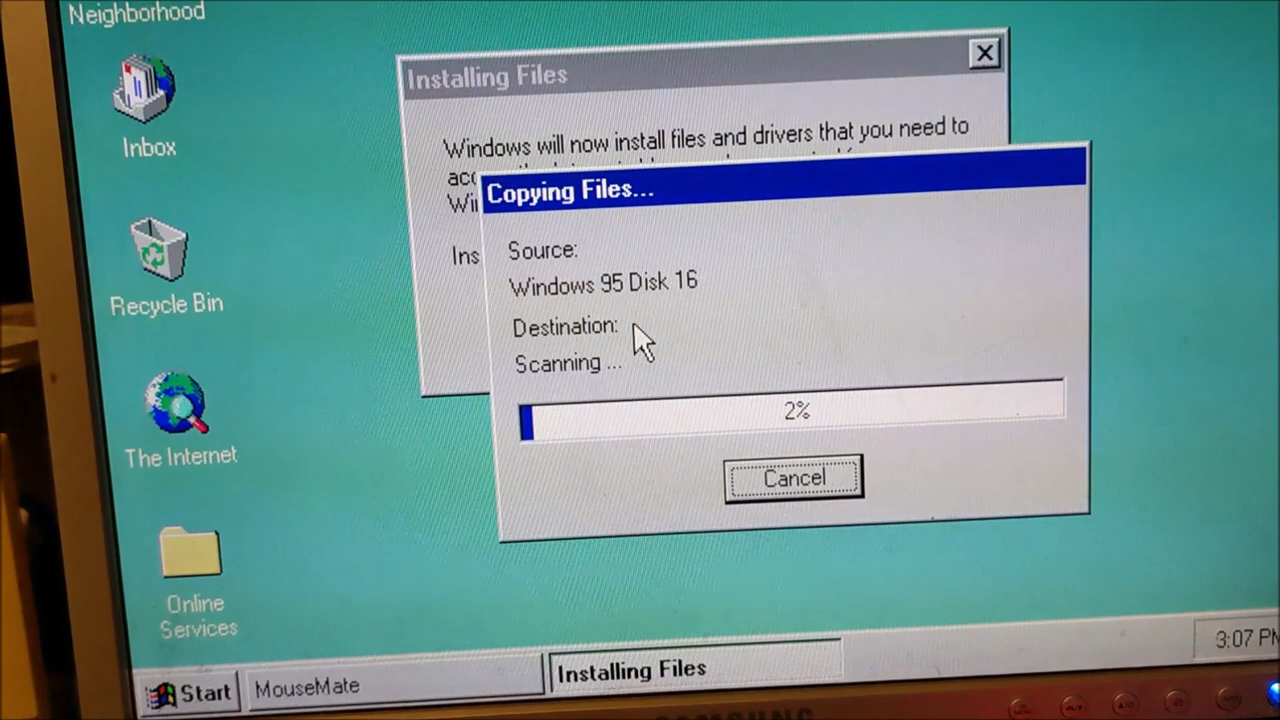 Neighborhood
Inbox
Recycle Bin
The Internet
Online
Services
Installing Files
Windows will now install files and drivers that you need to
Ins
Copying Files...
Source:
Windows 95 Disk 16
Destination:
Scanning ...
2%
Cancel
Start
MouseMate
Installing Files
3:07 PM
SAMSUNG